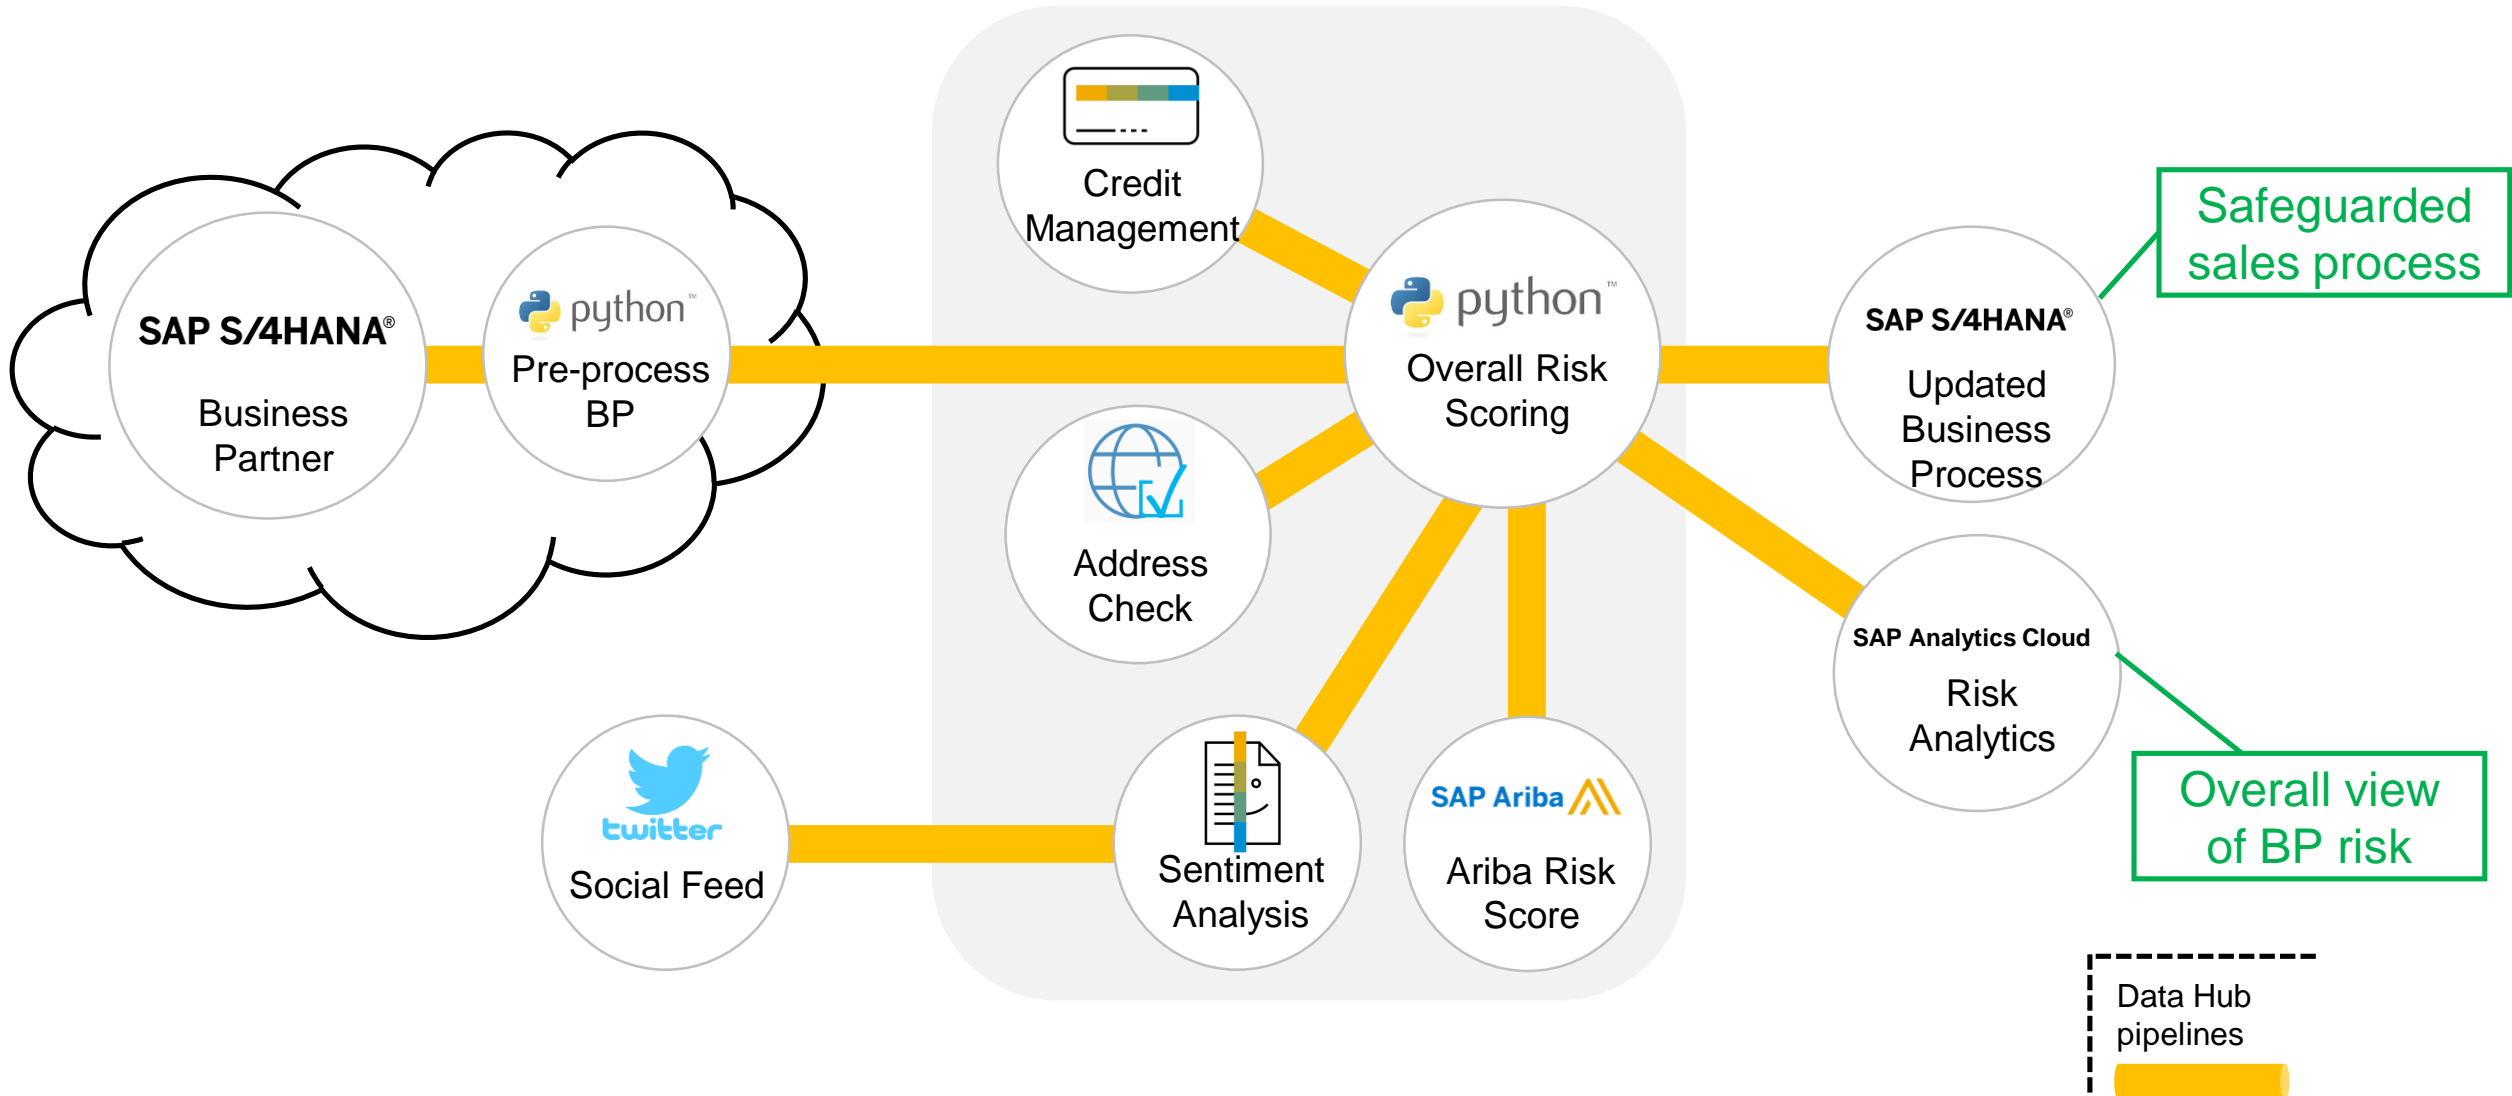 Credit
Management
SAP S/4HANA®
Business
Partner
python™
Pre-process
BP
python™
Overall Risk
Scoring
SAP S/4HANA®
Updated
Business
Process
Safeguarded
sales process
Address
Check
SAP Analytics Cloud
Risk
Analytics
Overall view
of BP risk
twitter
Social Feed
Sentiment
Analysis
SAP Ariba
Ariba Risk
Score
Data Hub
pipelines